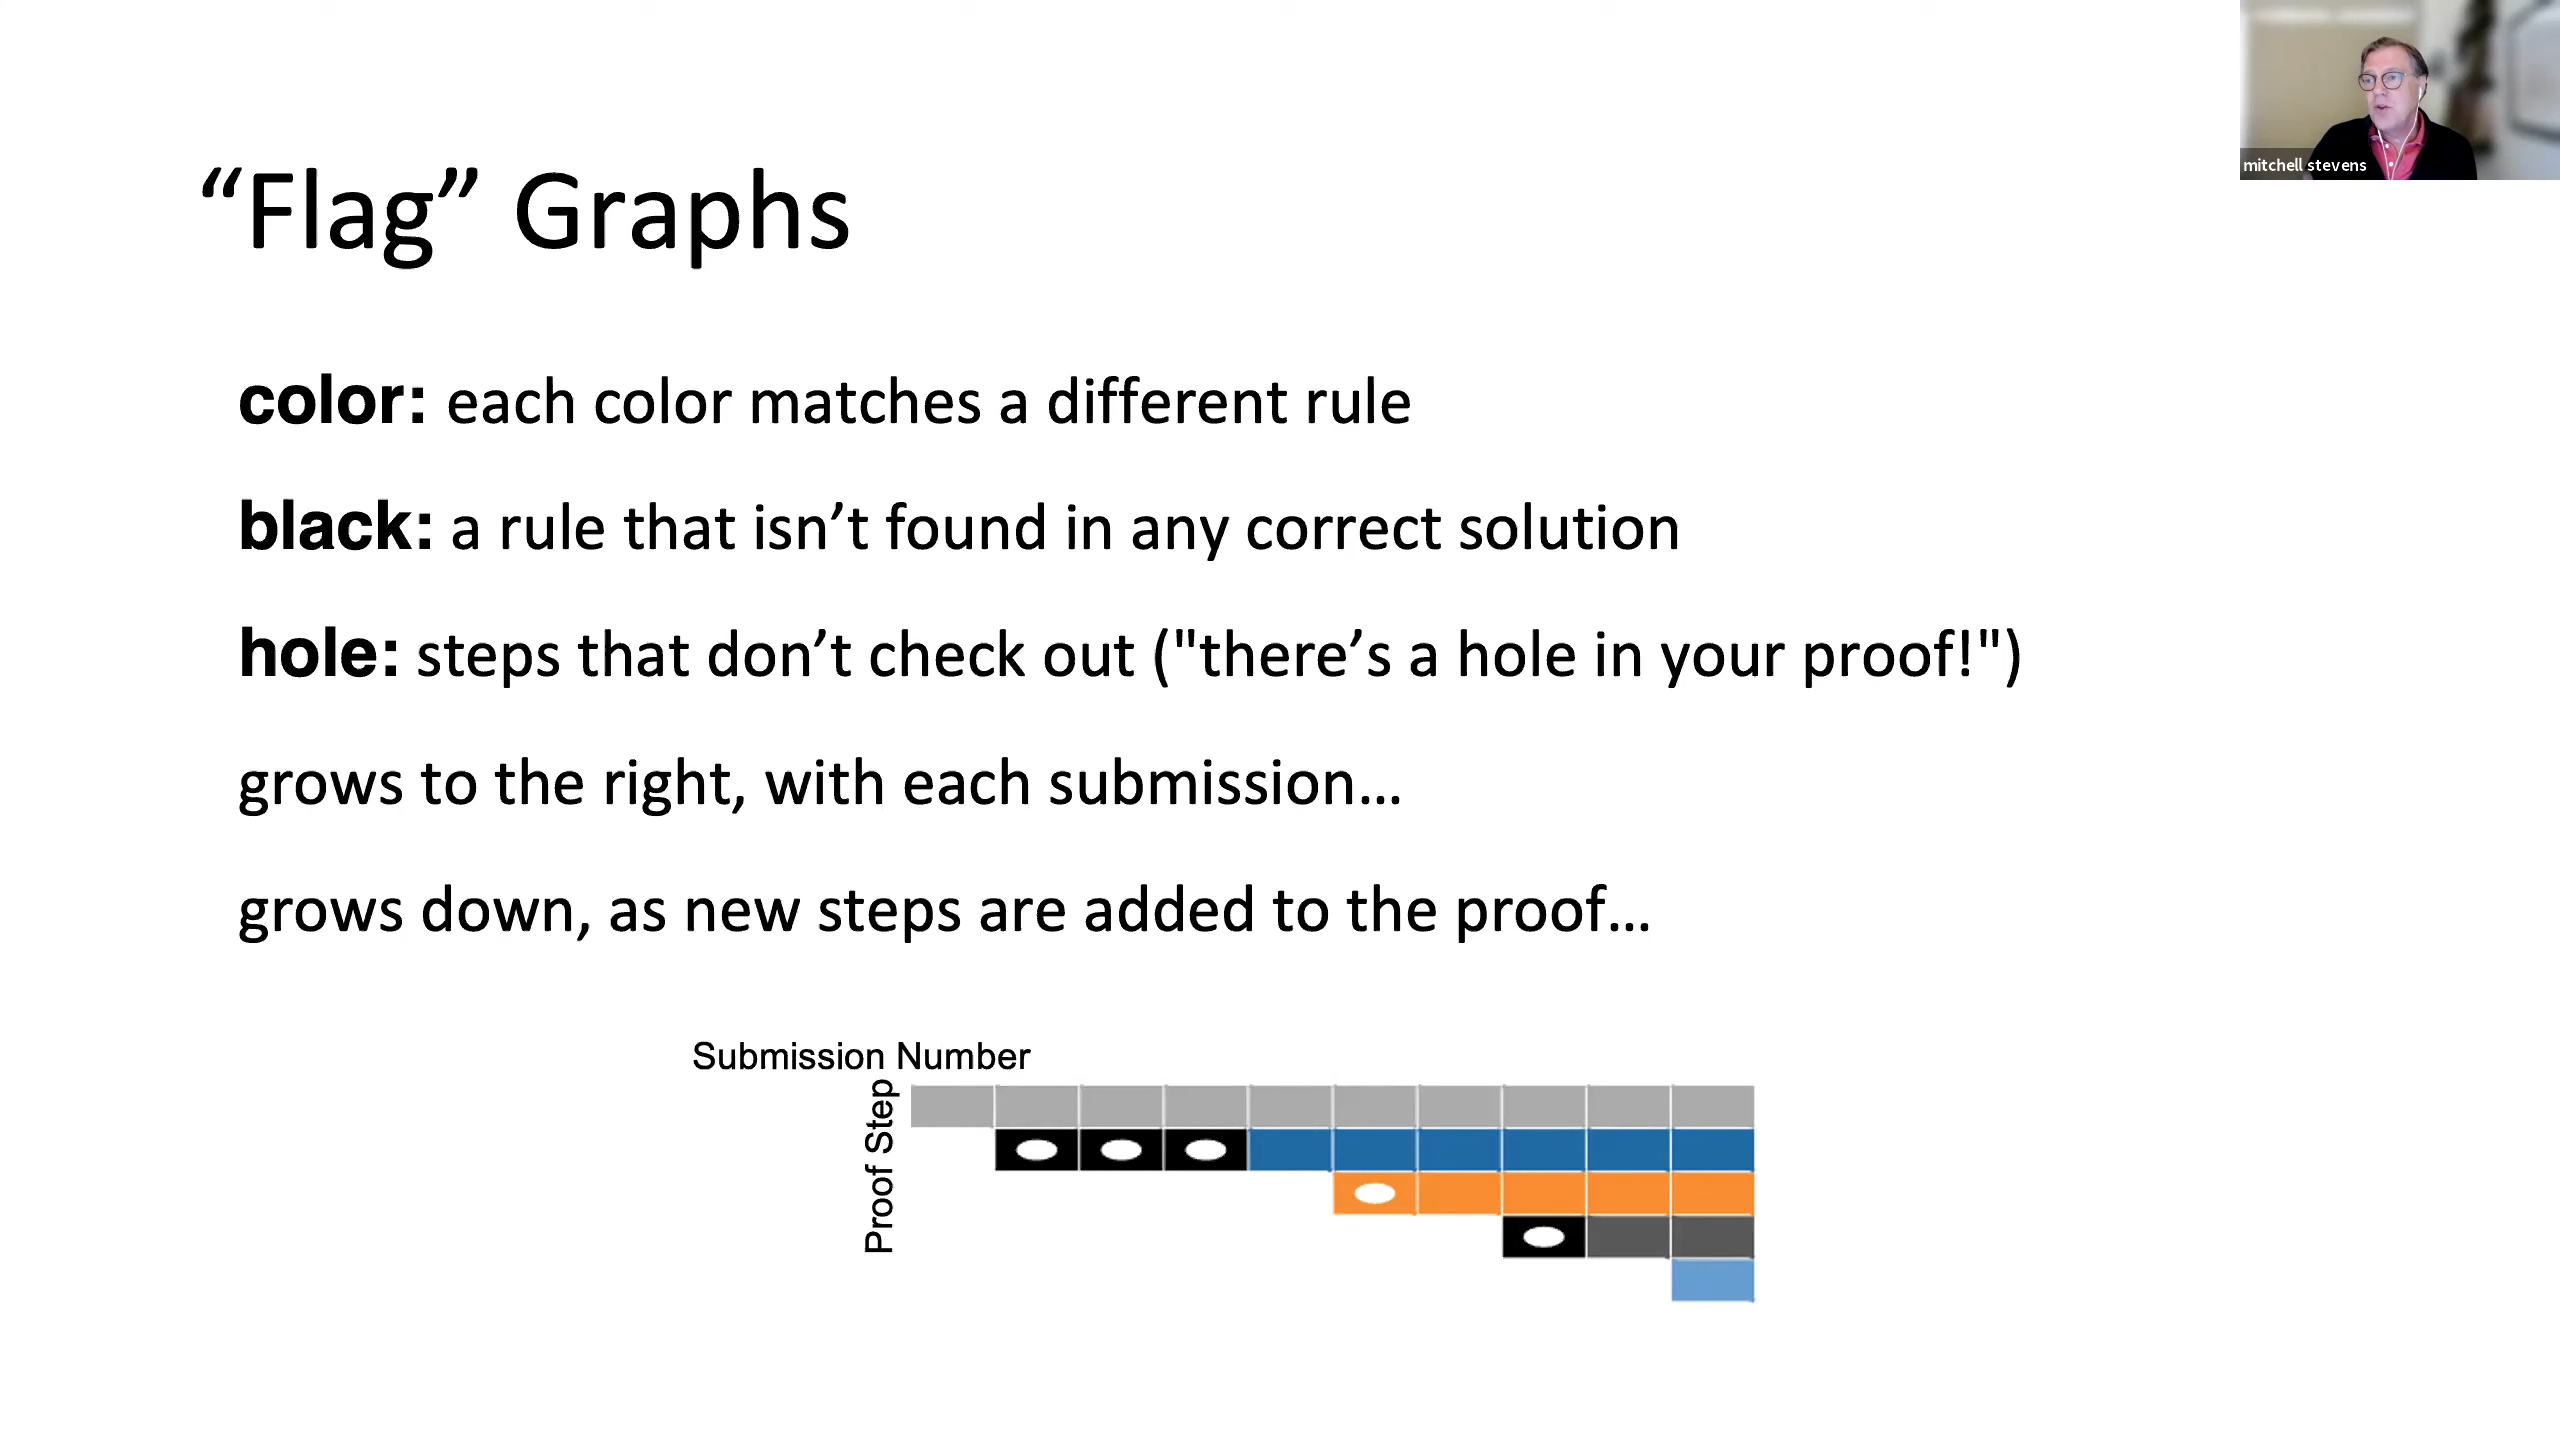 mitchell stevens
“Flag” Graphs
color: each color matches a different rule
black: a rule that isn’t found in any correct solution
hole: steps that don’t check out ("there’s a hole in your proof!")
grows to the right, with each submission…
grows down, as new steps are added to the proof…
Submission Number
Proof Step